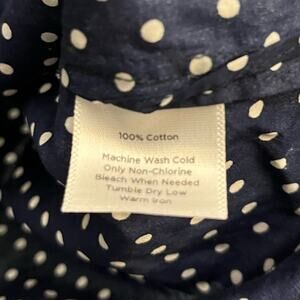 100% Cotton
Machine Wash Cold
Only Non-Chlorine
Bleach When Needed
Tumble Dry Low
Warm Iron